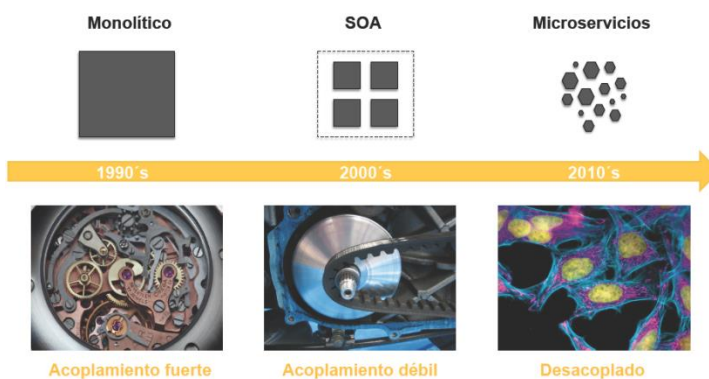 Monolítico
SOA
Microservicios
1990´s
2000´s
2010´s
Acoplamiento fuerte
Acoplamiento débil
Desacoplado